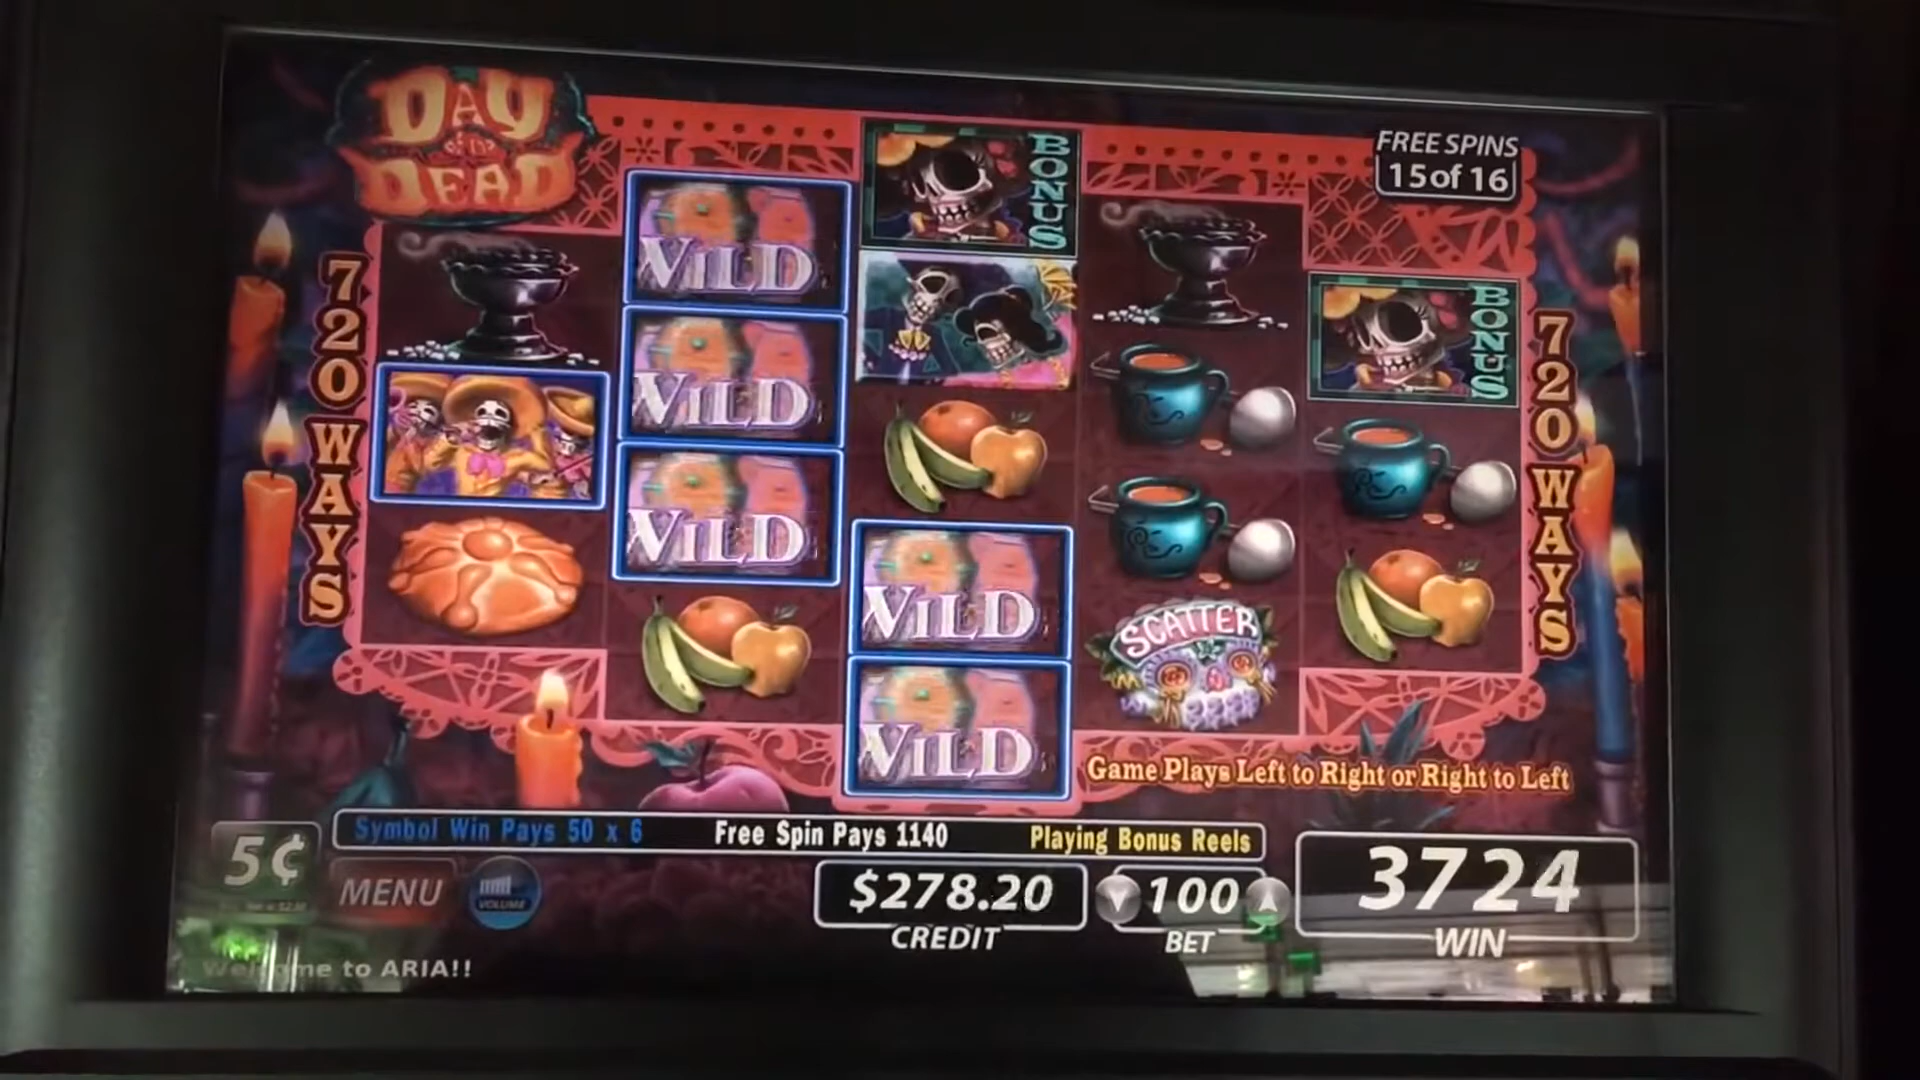 DAY
OF THE
DEAD
FREE SPINS
15 of 16
720 WAYS
720 WAYS
BONUS
WILD
WILD
WILD
BONUS
WILD
SCATTER
WILD
Game Plays Left to Right or Right to Left
Symbol Win Pays 50 x 6 Free Spin Pays 1140 Playing Bonus Reels
5¢
MENU
VOLUME
$278.20
CREDIT
100
BET
3724
WIN
Welcome to ARIA!!